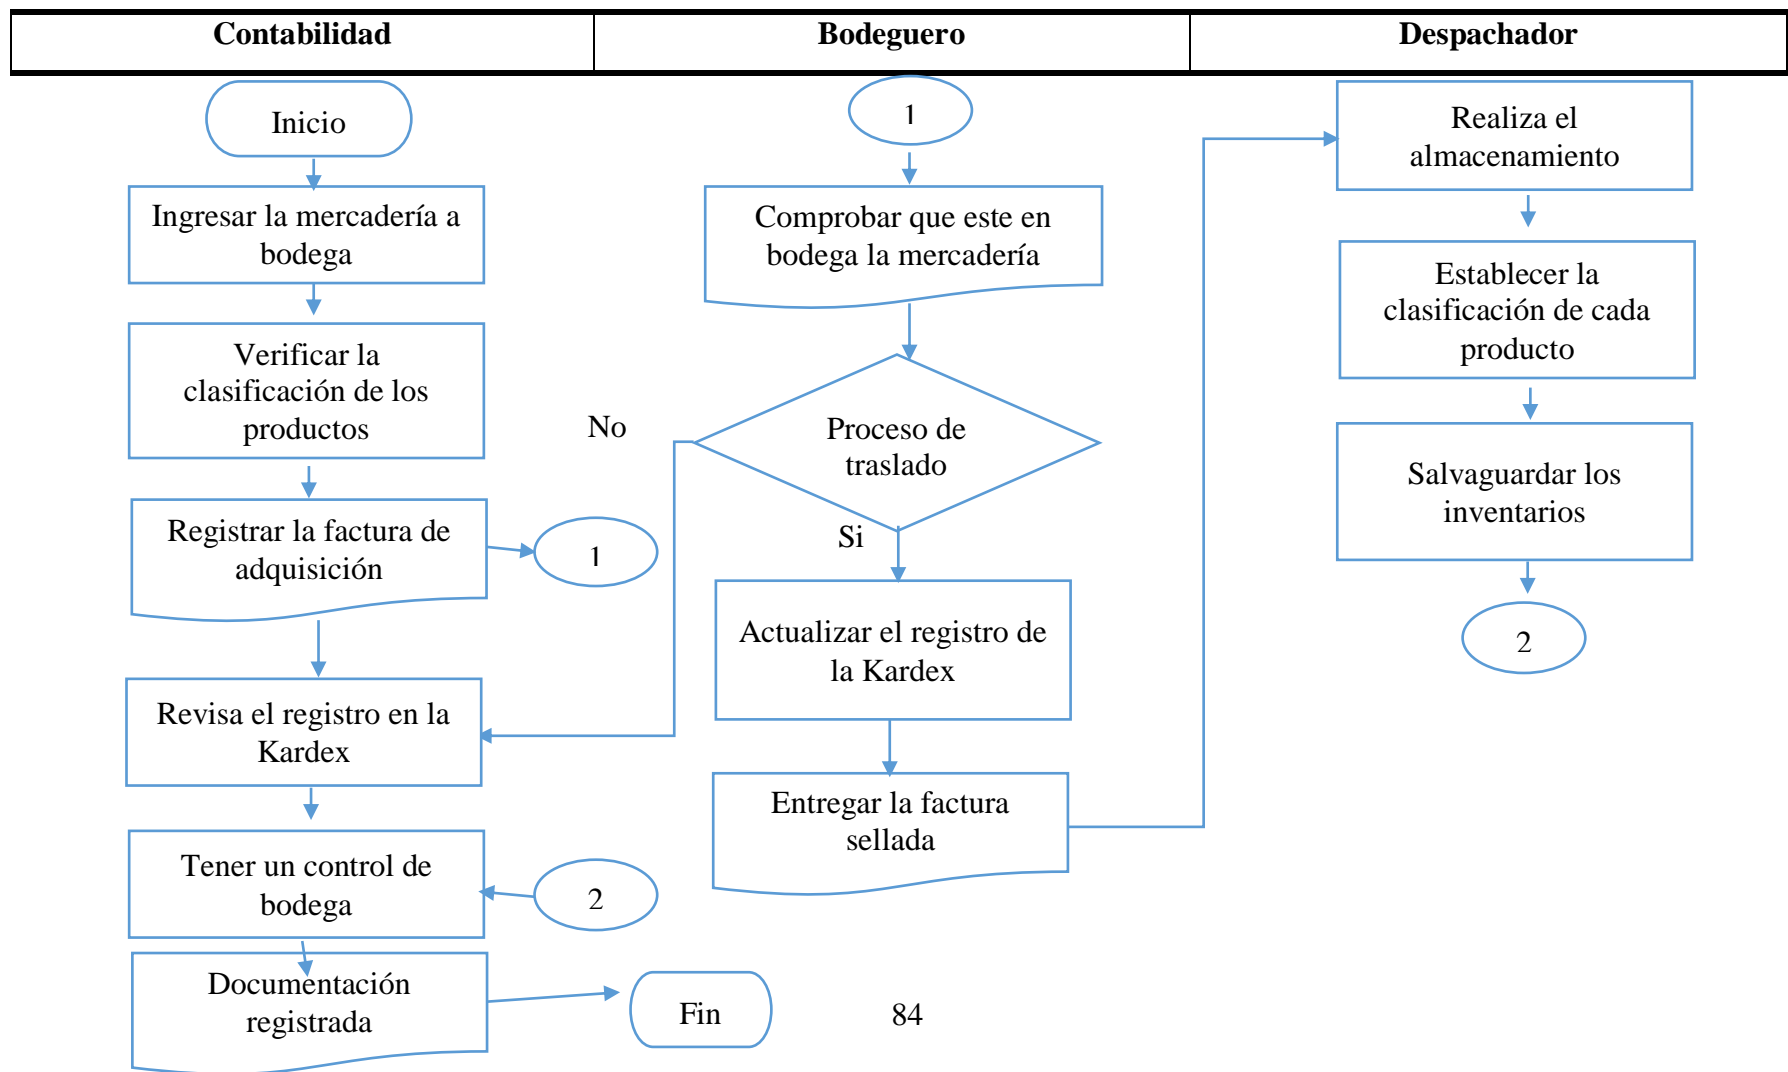 Contabilidad
Bodeguero
Despachador
Inicio
Ingresar la mercadería a
bodega
Verificar la
clasificación de los
productos
Registrar la factura de
adquisición
1
Revisa el registro en la
Kardex
Tener un control de
bodega
2
Documentación
registrada
Fin
1
Comprobar que este en
bodega la mercadería
No
Proceso de
traslado
Si
Actualizar el registro de
la Kardex
Entregar la factura
sellada
Realiza el
almacenamiento
Establecer la
clasificación de cada
producto
Salvaguardar los
inventarios
2
84